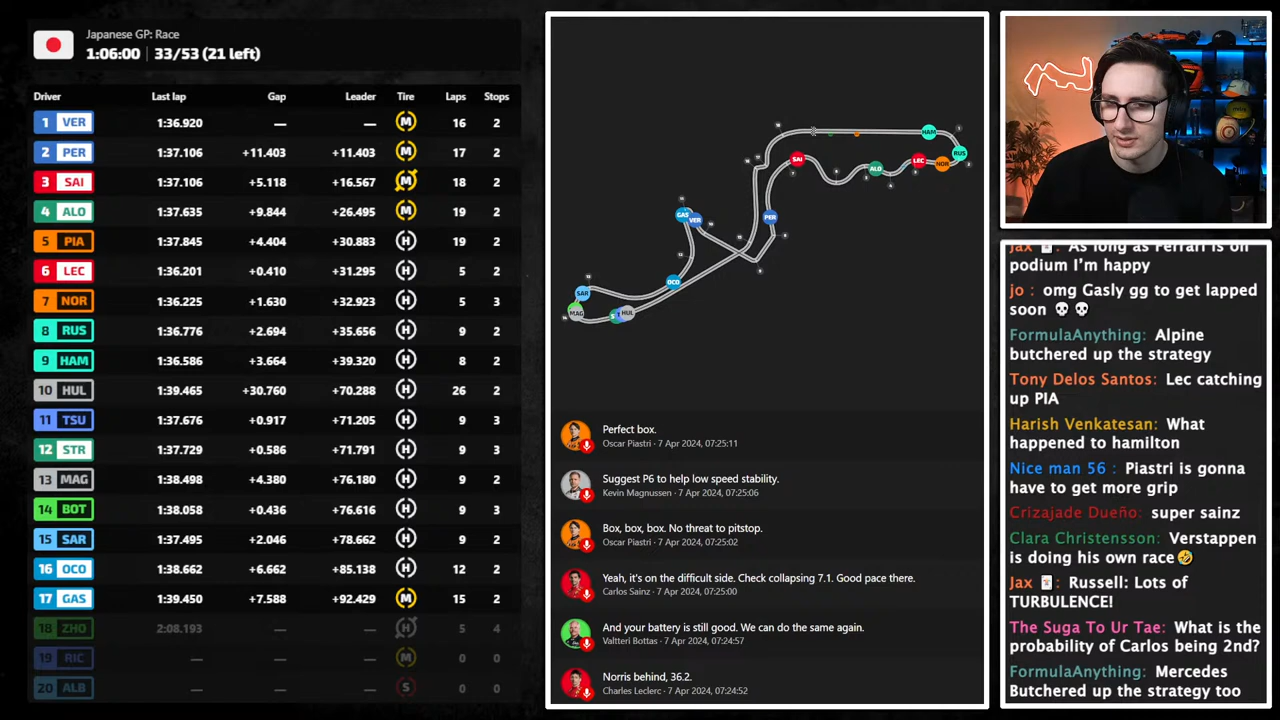 Japanese GP: Race
1:06:00 | 33/53 (21 left)
Driver Last lap Gap Leader Tire Laps Stops
1 VER 1:36.920 — — M 16 2
2 PER 1:37.106 +11.403 +11.403 M 17 2
3 SAI 1:37.106 +5.118 +16.567 M 18 2
4 ALO 1:37.635 +9.844 +26.495 M 19 2
5 PIA 1:37.845 +4.404 +30.883 H 19 2
6 LEC 1:36.201 +0.410 +31.295 H 5 2
7 NOR 1:36.225 +1.630 +32.923 H 5 3
8 RUS 1:36.776 +2.694 +35.656 H 9 2
9 HAM 1:36.586 +3.664 +39.320 H 8 2
10 HUL 1:39.465 +30.760 +70.288 H 26 2
11 TSU 1:37.676 +0.917 +71.205 H 9 3
12 STR 1:37.729 +0.586 +71.791 H 9 3
13 MAG 1:38.498 +4.380 +76.180 H 9 2
14 BOT 1:38.058 +0.436 +76.616 H 9 3
15 SAR 1:37.495 +2.046 +78.662 H 9 2
16 OCO 1:38.662 +6.662 +85.138 H 12 2
17 GAS 1:39.450 +7.588 +92.429 M 15 2
18 ZHO 2:08.193 — — H 5 4
19 RIC — — — M 0 0
20 ALB — — — S 0 0
HAM
RUS
SAI
ALO
LEC
NOR
GAS
VER
PER
OCO
SAR
MAG
HUL
Perfect box.
Oscar Piastri · 7 Apr 2024, 07:25:11
Suggest P6 to help low speed stability.
Kevin Magnussen · 7 Apr 2024, 07:25:06
Box, box, box. No threat to pitstop.
Oscar Piastri · 7 Apr 2024, 07:25:02
Yeah, it's on the difficult side. Check collapsing 7.1. Good pace there.
Carlos Sainz · 7 Apr 2024, 07:25:00
And your battery is still good. We can do the same again.
Valtteri Bottas · 7 Apr 2024, 07:24:57
Norris behind, 36.2.
Charles Leclerc · 7 Apr 2024, 07:24:52
Jax: As long as Ferrari is on
podium I'm happy
jo: omg Gasly gg to get lapped
soon 💀 💀
FormulaAnything: Alpine
butchered up the strategy
Tony Delos Santos: Lec catching
up PIA
Harish Venkatesan: What
happened to hamilton
Nice man 56 : Piastri is gonna
have to get more grip
Crizajade Dueño: super sainz
Clara Christensson: Verstappen
is doing his own race🤣
Jax: Russell: Lots of
TURBULENCE!
The Suga To Ur Tae: What is the
probability of Carlos being 2nd?
FormulaAnything: Mercedes
Butchered up the strategy too